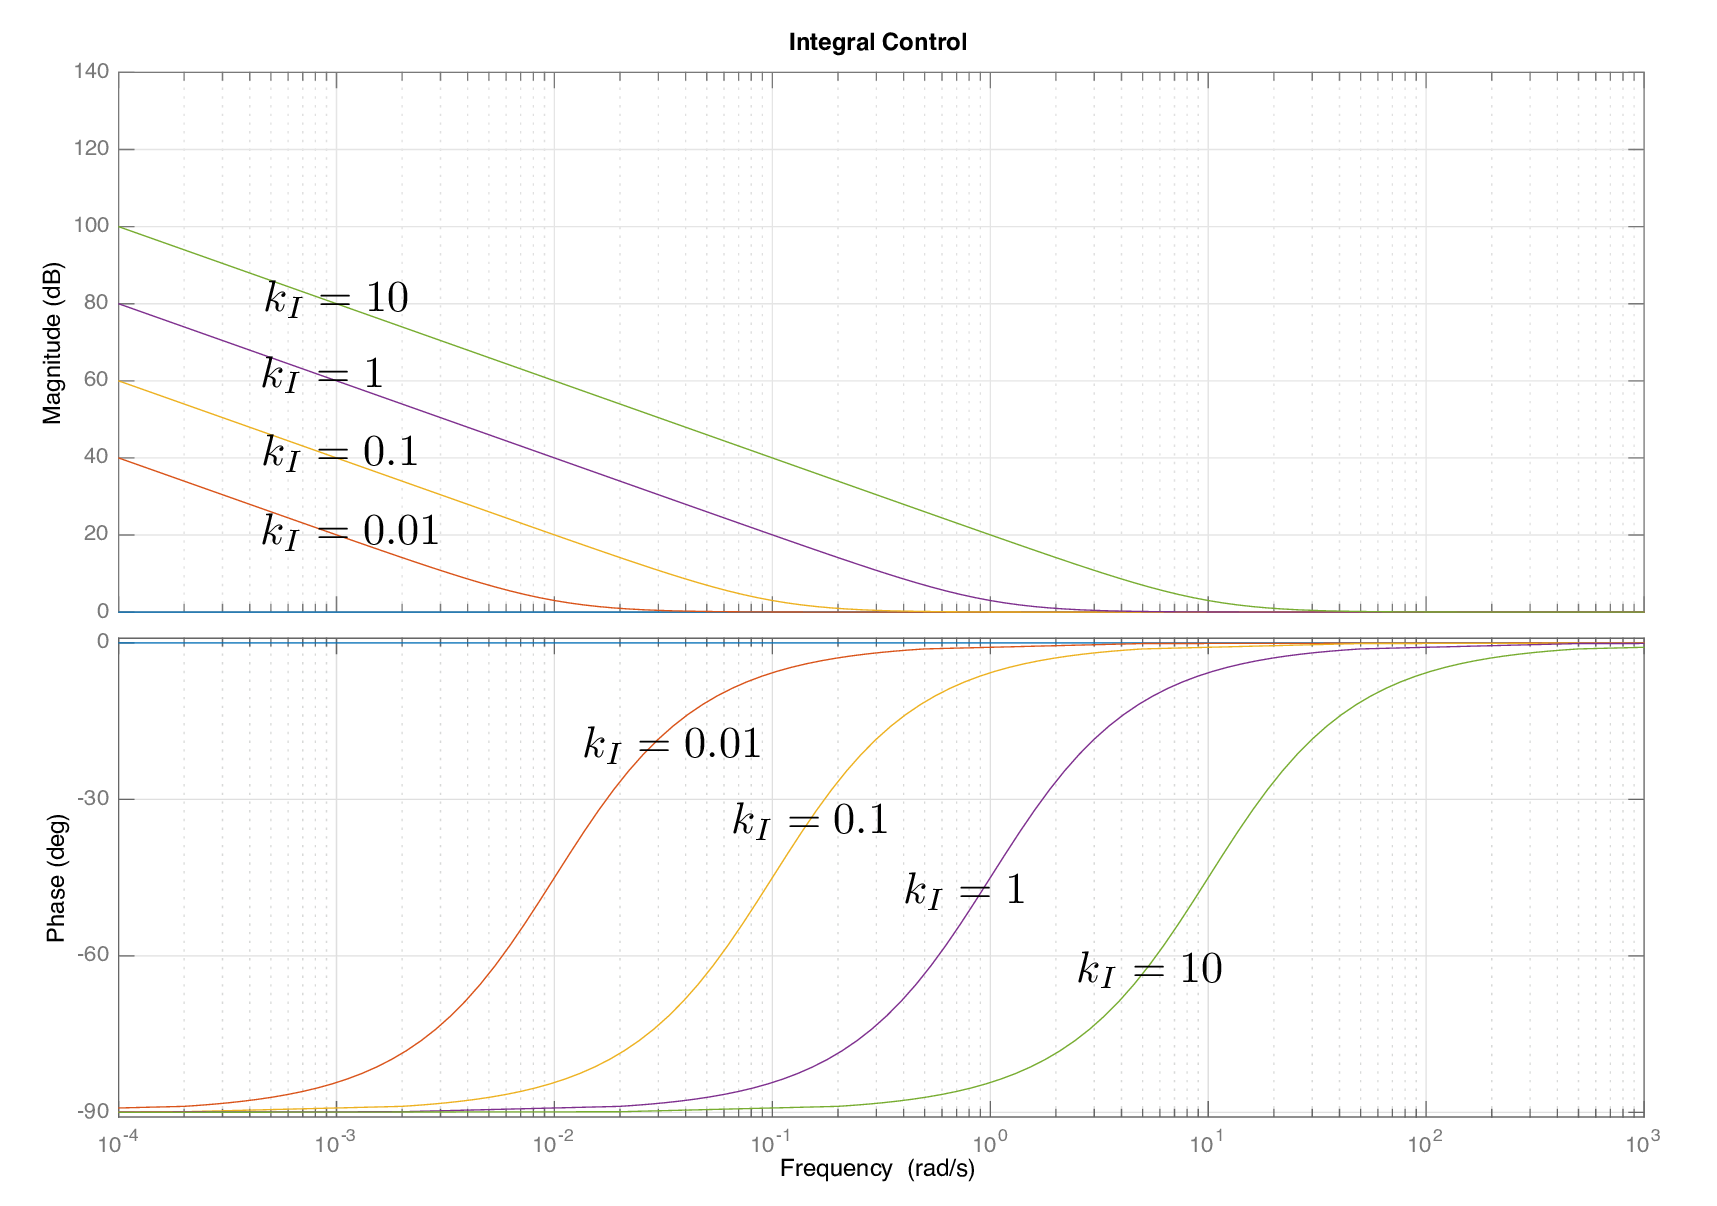 Integral Control
140
120
100
80
60
40
20
0
Magnitude (dB)
k_I = 10
k_I = 1
k_I = 0.1
k_I = 0.01
0
-30
-60
-90
Phase (deg)
k_I = 0.01
k_I = 0.1
k_I = 1
k_I = 10
10^-4 10^-3 10^-2 10^-1 10^0 10^1 10^2 10^3
Frequency (rad/s)